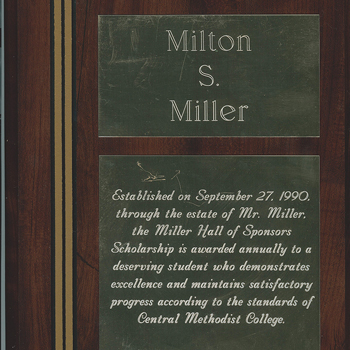 Milton
S.
Miller
Established on September 27, 1990,
through the estate of Mr. Miller,
the Miller Hall of Sponsors
Scholarship is awarded annually to a
deserving student who demonstrates
excellence and maintains satisfactory
progress according to the standards of
Central Methodist College.